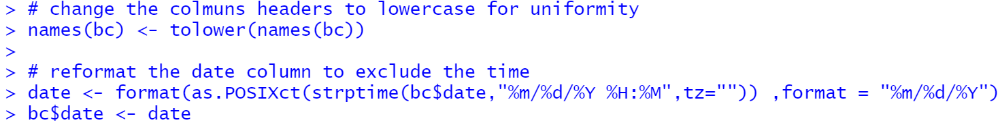 > # change the colmuns headers to lowercase for uniformity
> names(bc) <- tolower(names(bc))
>
> # reformat the date column to exclude the time
> date <- format(as.POSIXct(strptime(bc$date,"%m/%d/%Y %H:%M",tz="")) ,format = "%m/%d/%Y")
> bc$date <- date